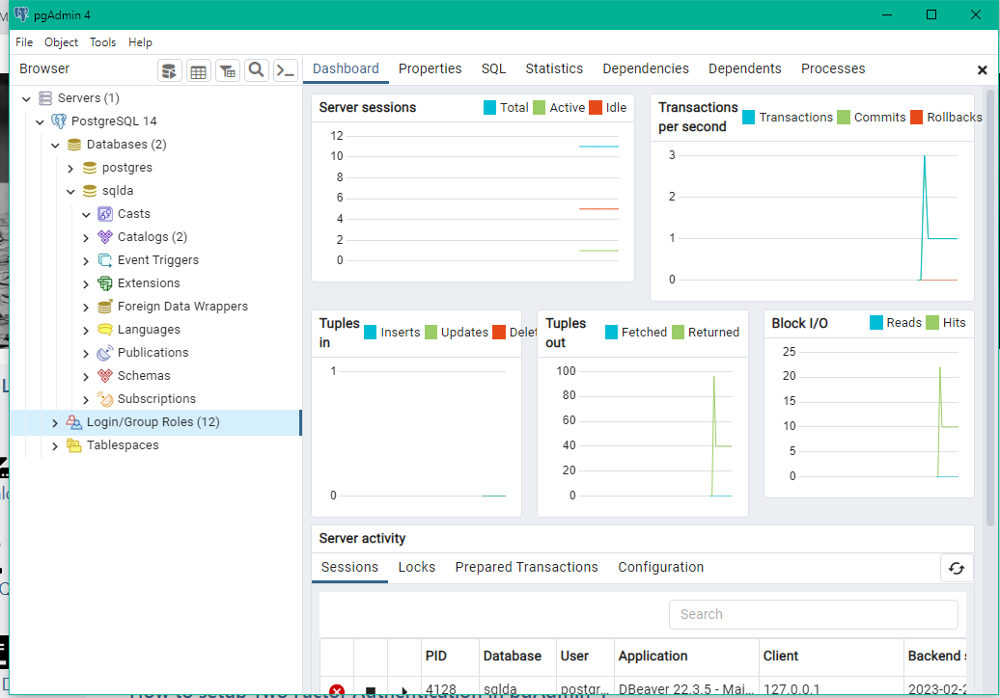 pgAdmin 4
File Object Tools Help
Browser
Dashboard Properties SQL Statistics Dependencies Dependents Processes
Servers (1)
PostgreSQL 14
Databases (2)
postgres
sqlda
Casts
Catalogs (2)
Event Triggers
Extensions
Foreign Data Wrappers
Languages
Publications
Schemas
Subscriptions
Login/Group Roles (12)
Tablespaces
Server sessions
Total Active Idle
12
10
8
6
4
2
0
Transactions
per second
Transactions Commits Rollbacks
3
2
1
0
Tuples
in
Inserts Updates Delet
1
0
Tuples
out
Fetched Returned
100
80
60
40
20
0
Block I/O
Reads Hits
25
20
15
10
5
0
Server activity
Sessions Locks Prepared Transactions Configuration
Search
PID Database User Application Client Backend s
4128 sqlda postgr... DBeaver 22.3.5 - Mai... 127.0.0.1 2023-02-2
How to setup Two Factor Authentication in pgAdmin